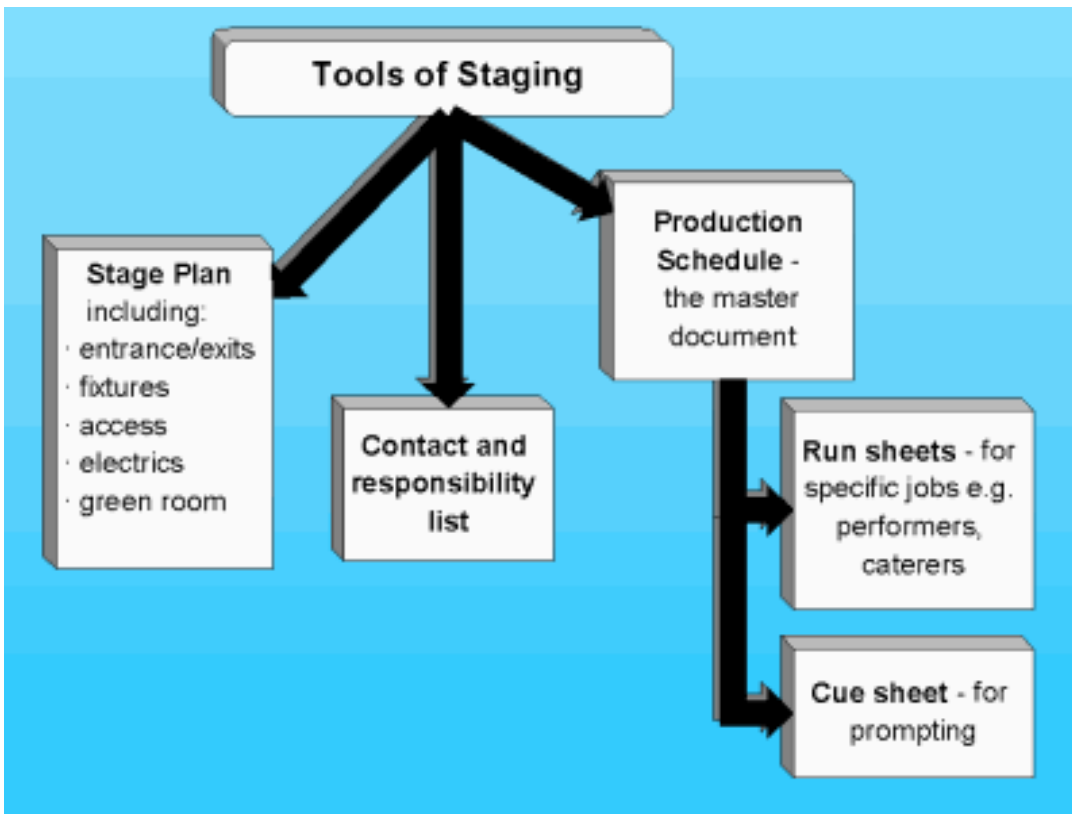 Tools of Staging
Stage Plan
including:
· entrance/exits
· fixtures
· access
· electrics
· green room
Contact and
responsibility
list
Production
Schedule -
the master
document
Run sheets - for
specific jobs e.g.
performers,
caterers
Cue sheet - for
prompting